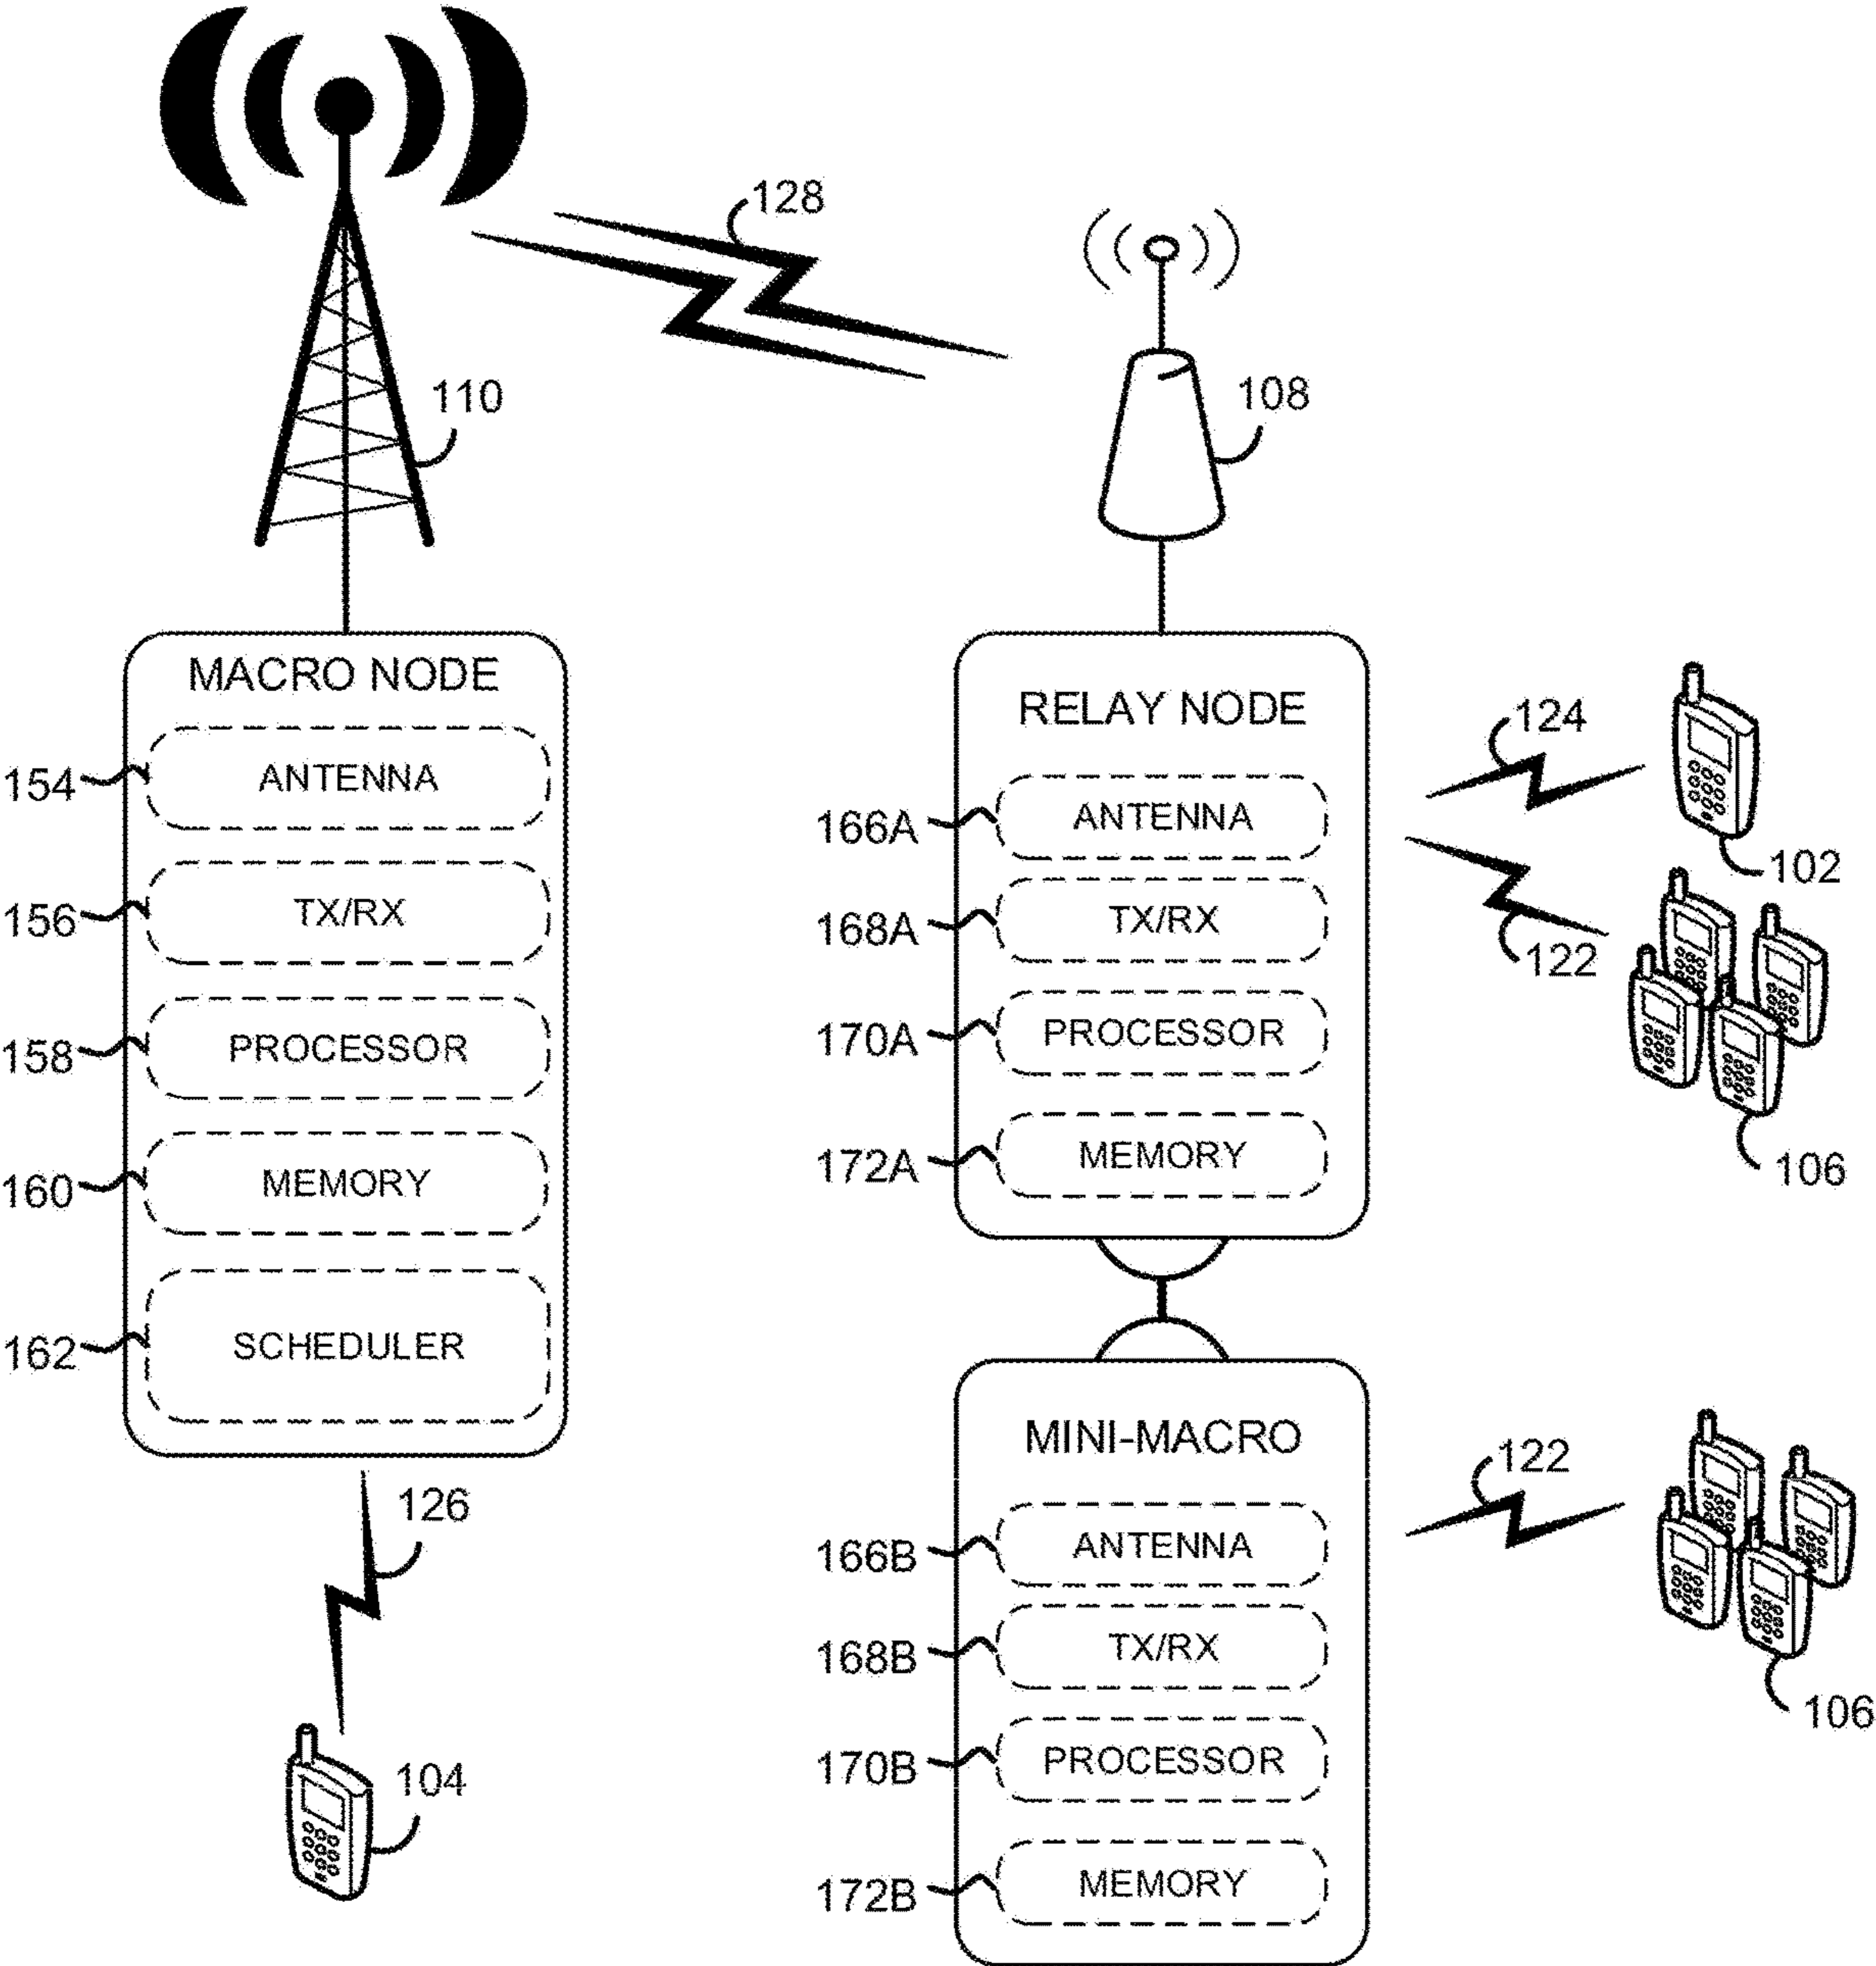 128
110
108
MACRO NODE
154
ANTENNA
156
TX/RX
158
PROCESSOR
160
MEMORY
162
SCHEDULER
126
104
RELAY NODE
166A
ANTENNA
168A
TX/RX
170A
PROCESSOR
172A
MEMORY
124
102
122
106
MINI-MACRO
166B
ANTENNA
168B
TX/RX
170B
PROCESSOR
172B
MEMORY
122
106